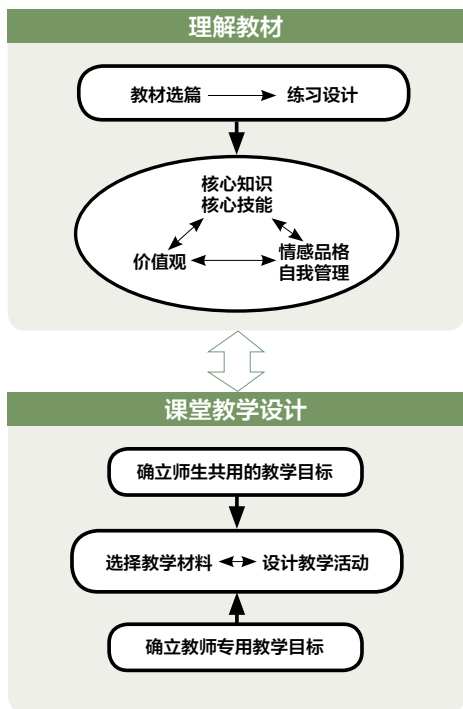 理解教材
教材选篇 练习设计
核心知识
核心技能
价值观
情感品格
自我管理
课堂教学设计
确立师生共用的教学目标
选择教学材料 设计教学活动
确立教师专用教学目标